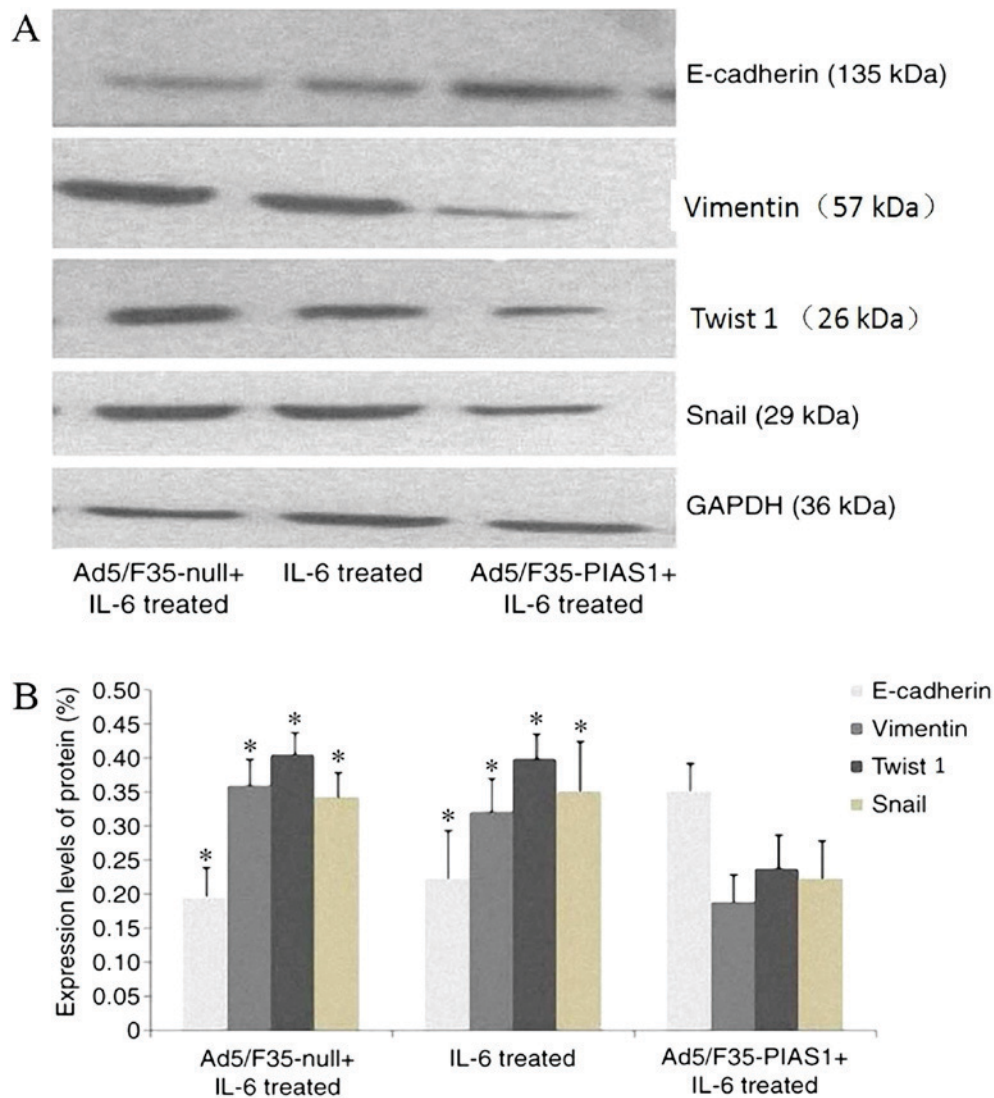 A
E-cadherin (135 kDa)
Vimentin（57 kDa）
Twist 1 （26 kDa）
Snail (29 kDa)
GAPDH (36 kDa)
Ad5/F35-null+
IL-6 treated
IL-6 treated
Ad5/F35-PIAS1+
IL-6 treated
B
Expression levels of protein (%)
0.50
0.45
0.40
0.35
0.30
0.25
0.20
0.15
0.10
0.05
0
*
*
*
*
*
*
*
*
E-cadherin
Vimentin
Twist 1
Snail
Ad5/F35-null+
IL-6 treated
IL-6 treated
Ad5/F35-PIAS1+
IL-6 treated